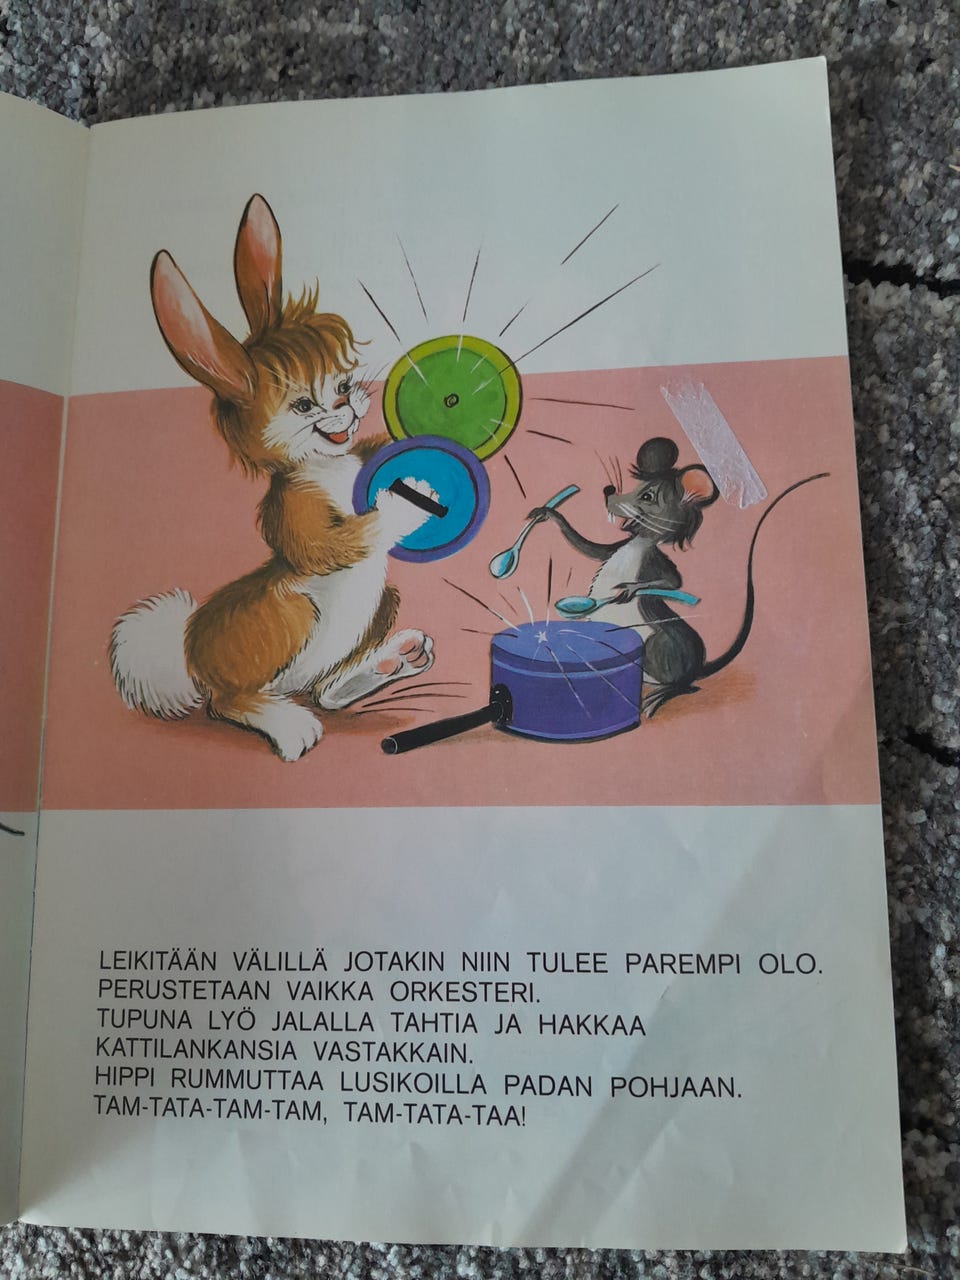 LEIKITÄÄN VÄLILLÄ JOTAKIN NIIN TULEE PAREMPI OLO.
PERUSTETAAN VAIKKA ORKESTERI.
TUPUNA LYÖ JALALLA TAHTIA JA HAKKAA
KATTILANKANSIA VASTAKKAIN.
HIPPI RUMMUTTAA LUSIKOILLA PADAN POHJAAN.
TAM-TATA-TAM-TAM, TAM-TATA-TAA!